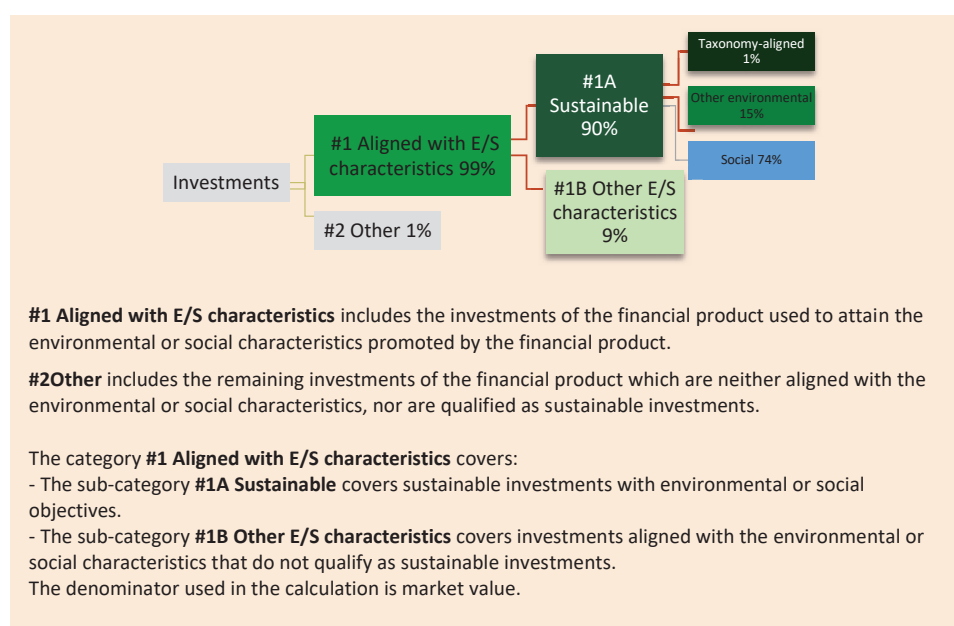 Taxonomy-aligned
1%
#1A
Sustainable
90%
Other environmental
15%
#1 Aligned with E/S
characteristics 99%
Social 74%
Investments
#1B Other E/S
characteristics
9%
#2 Other 1%
#1 Aligned with E/S characteristics includes the investments of the financial product used to attain the
environmental or social characteristics promoted by the financial product.
#2Other includes the remaining investments of the financial product which are neither aligned with the
environmental or social characteristics, nor are qualified as sustainable investments.
The category #1 Aligned with E/S characteristics covers:
- The sub-category #1A Sustainable covers sustainable investments with environmental or social
objectives.
- The sub-category #1B Other E/S characteristics covers investments aligned with the environmental or
social characteristics that do not qualify as sustainable investments.
The denominator used in the calculation is market value.